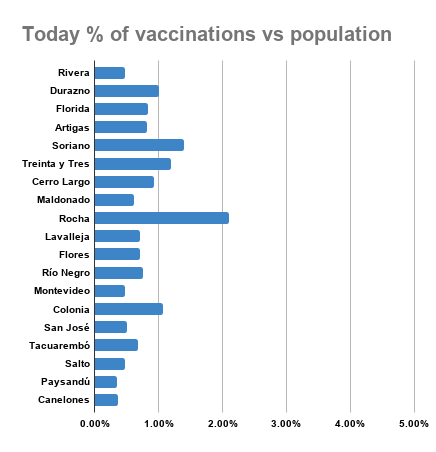 Today % of vaccinations vs population
Rivera
Durazno
Florida
Artigas
Soriano
Treinta y Tres
Cerro Largo
Maldonado
Rocha
Lavalleja
Flores
Río Negro
Montevideo
Colonia
San José
Tacuarembó
Salto
Paysandú
Canelones
0.00% 1.00% 2.00% 3.00% 4.00% 5.00%